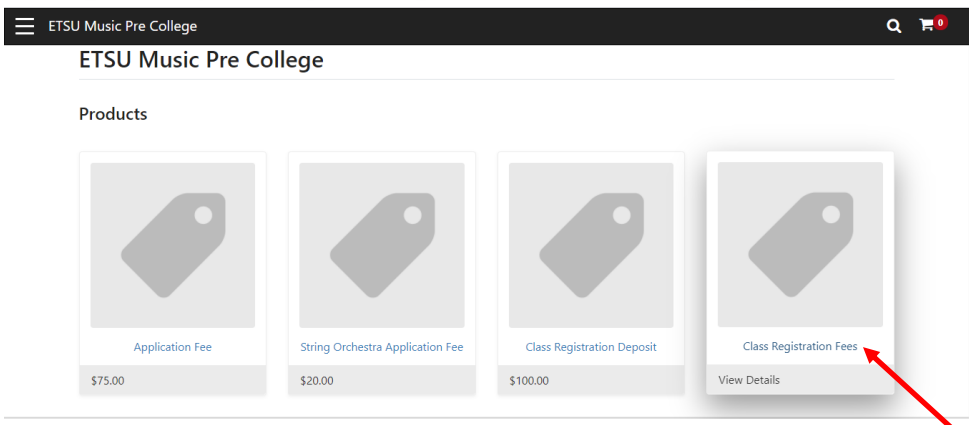 ETSU Music Pre College
0
ETSU Music Pre College
Products
Application Fee
$75.00
String Orchestra Application Fee
$20.00
Class Registration Deposit
$100.00
Class Registration Fees
View Details